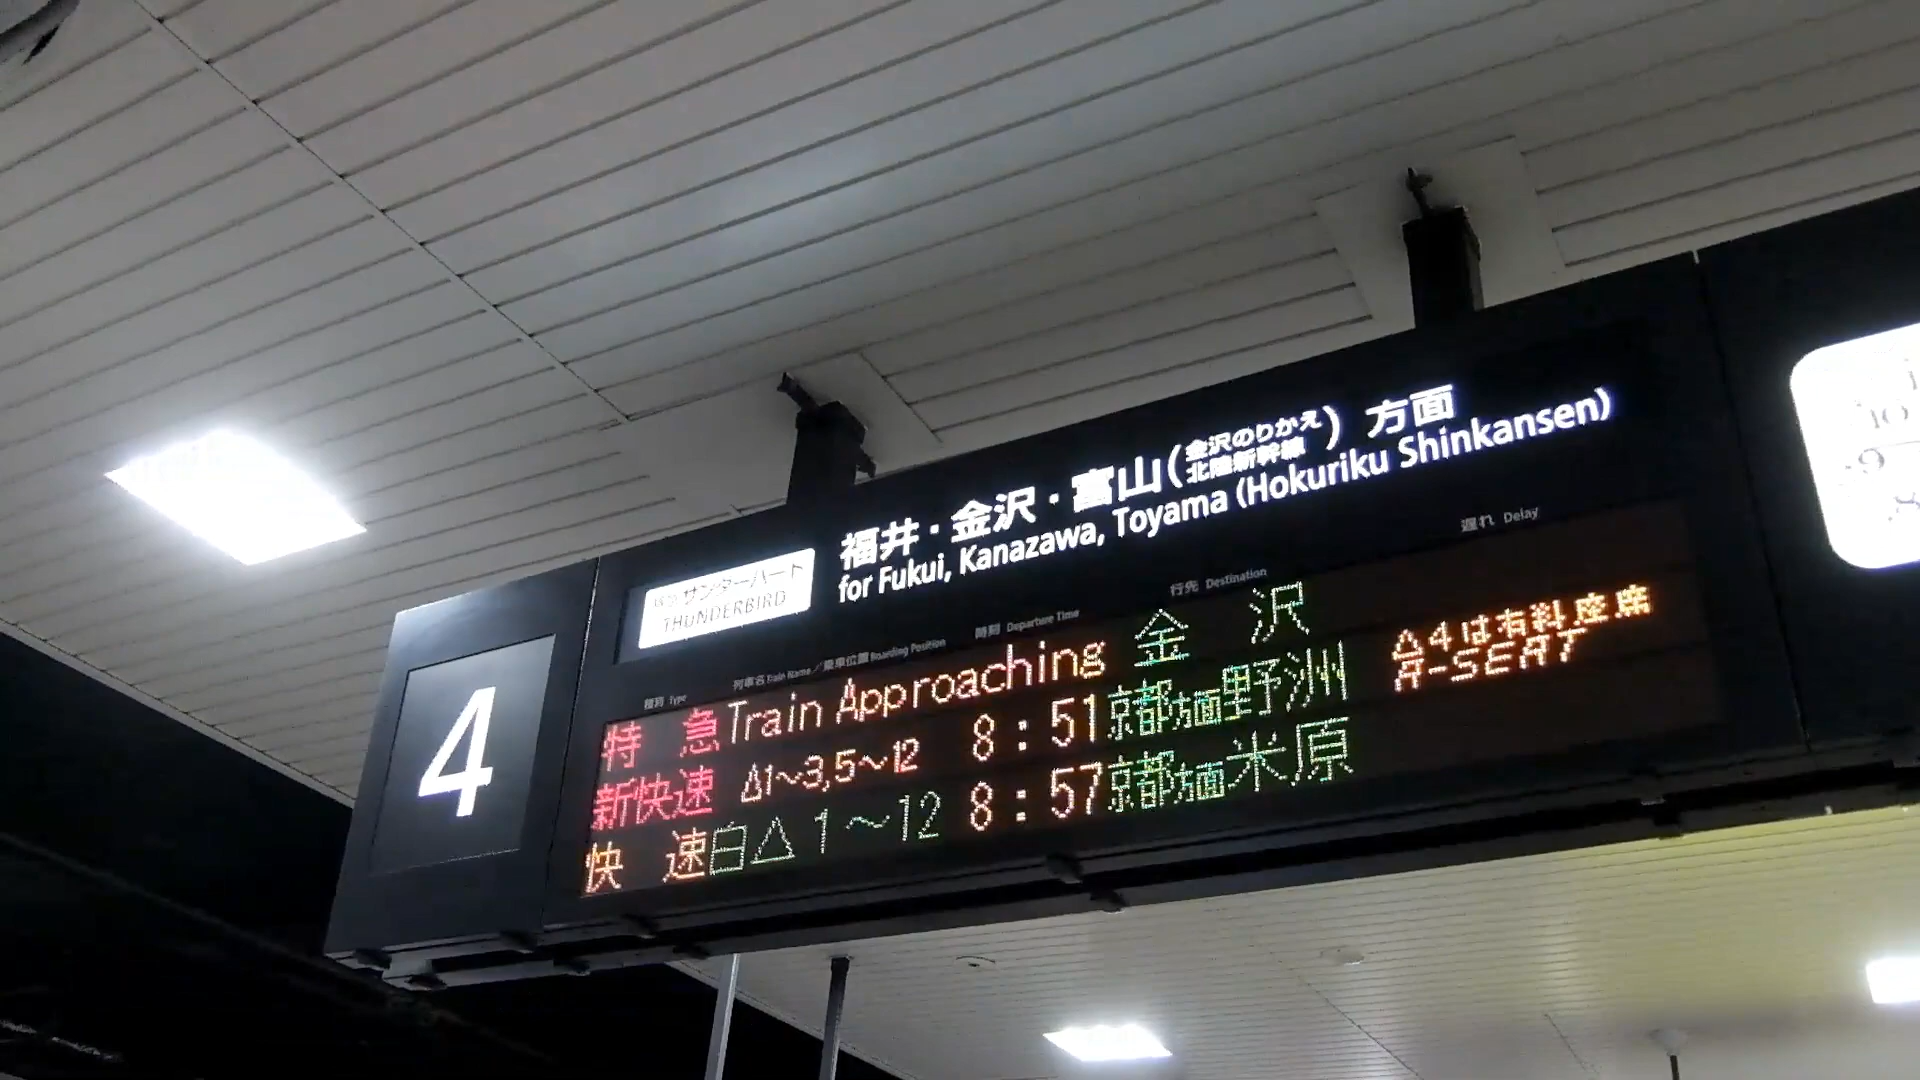 4
特急 サンダーバード
THUNDERBIRD
福井・金沢・富山(金沢のりかえ北陸新幹線)方面
for Fukui, Kanazawa, Toyama (Hokuriku Shinkansen)
種別 Type 列車名 Train Name/乗車位置 Boarding Position 時刻 Departure Time 行先 Destination 遅れ Delay
特 急 Train Approaching 金 沢
新快速 △1〜3,5〜12 8:51 京都方面野洲 △4は有料座席
A-SEAT
快 速 白△ 1〜12 8:57 京都方面米原
10
9